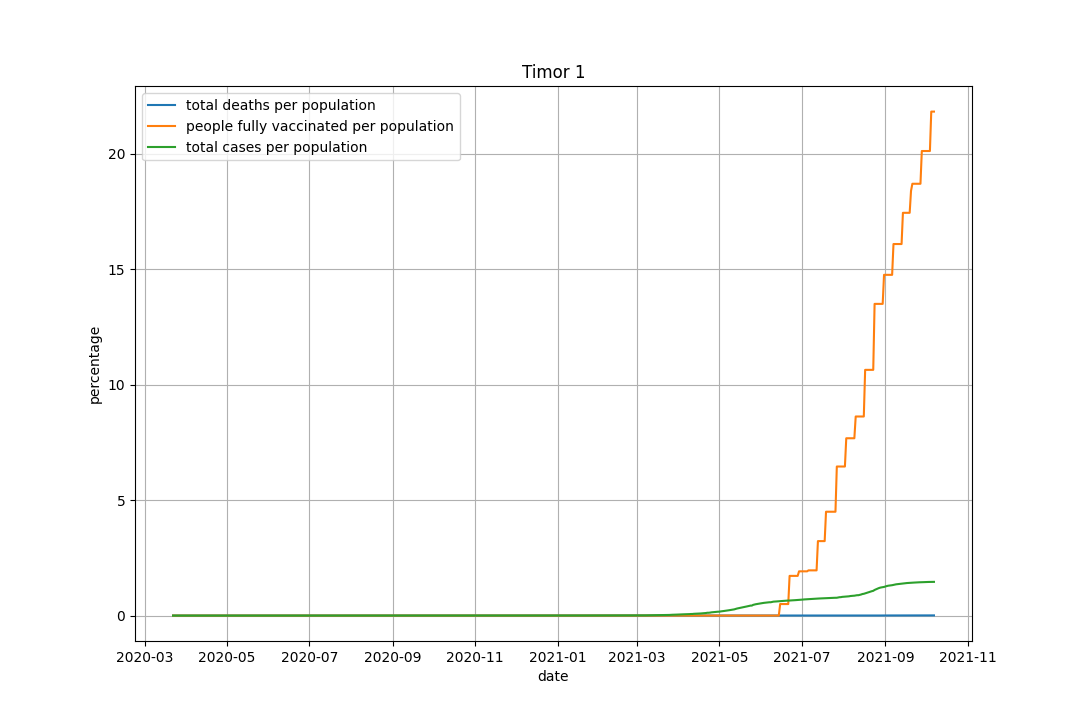 Timor 1
total deaths per population
people fully vaccinated per population
total cases per population
percentage
20
15
10
5
0
2020-03 2020-05 2020-07 2020-09 2020-11 2021-01 2021-03 2021-05 2021-07 2021-09 2021-11
date